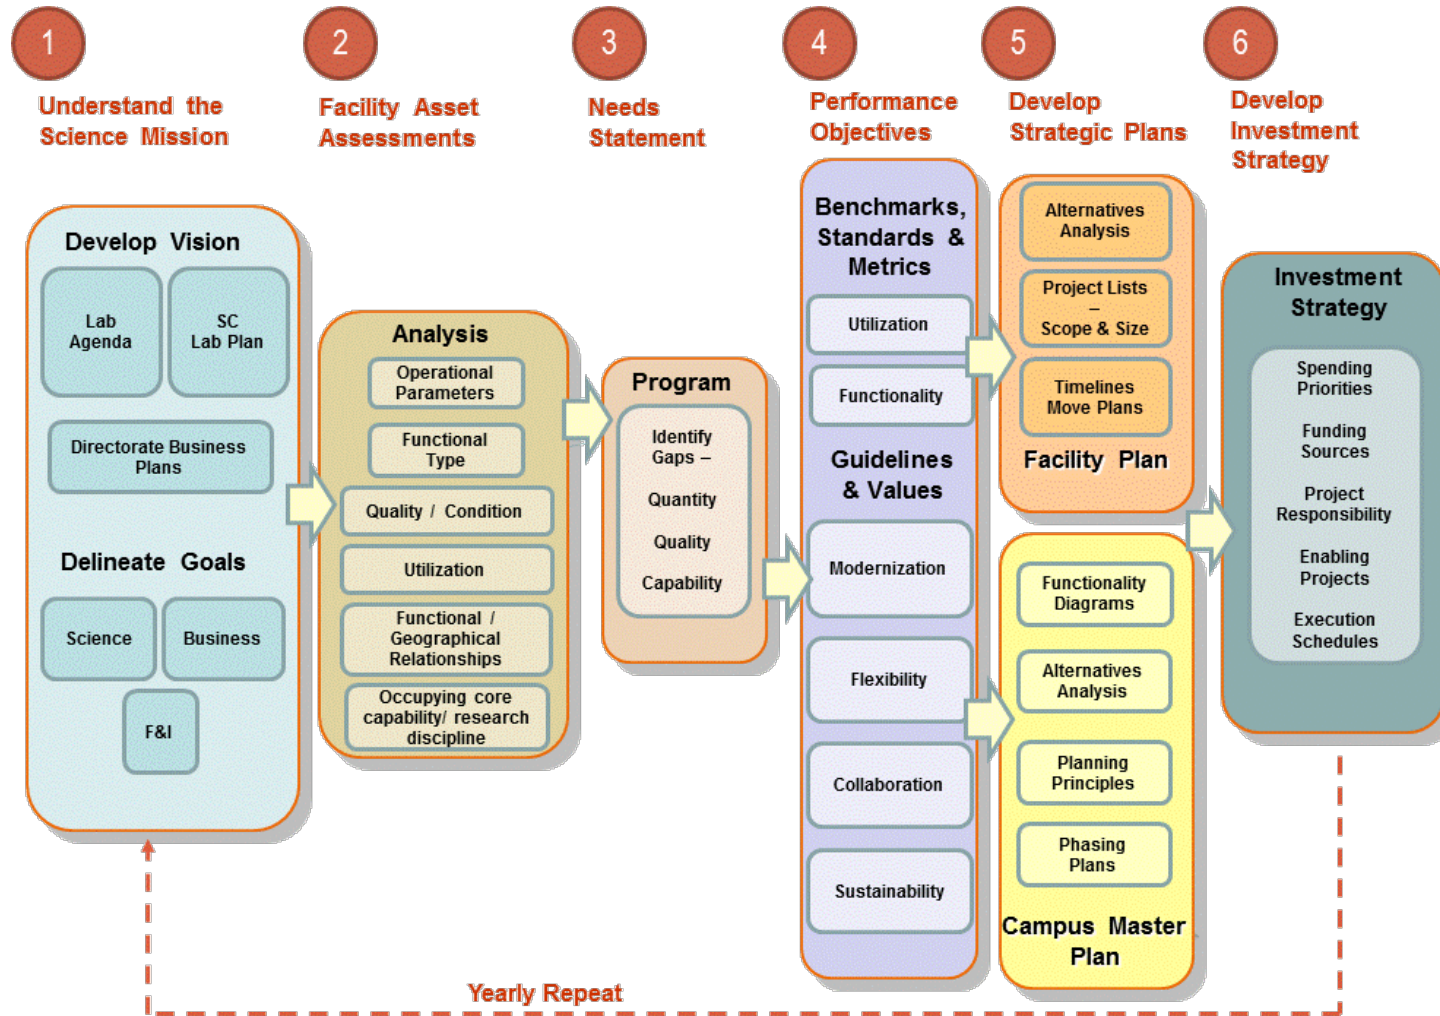 1
Understand the
Science Mission
2
Facility Asset
Assessments
3
Needs
Statement
4
Performance
Objectives
5
Develop
Strategic Plans
6
Develop
Investment
Strategy
Develop Vision
Lab
Agenda
SC
Lab Plan
Directorate Business
Plans
Delineate Goals
Science
Business
F&I
Analysis
Operational
Parameters
Functional
Type
Quality / Condition
Utilization
Functional /
Geographical
Relationships
Occupying core
capability/ research
discipline
Program
Identify
Gaps –
Quantity
Quality
Capability
Benchmarks,
Standards &
Metrics
Utilization
Functionality
Guidelines
& Values
Modernization
Flexibility
Collaboration
Sustainability
Alternatives
Analysis
Project Lists
–
Scope & Size
Timelines
Move Plans
Facility Plan
Functionality
Diagrams
Alternatives
Analysis
Planning
Principles
Phasing
Plans
Campus Master
Plan
Investment
Strategy
Spending
Priorities
Funding
Sources
Project
Responsibility
Enabling
Projects
Execution
Schedules
Yearly Repeat